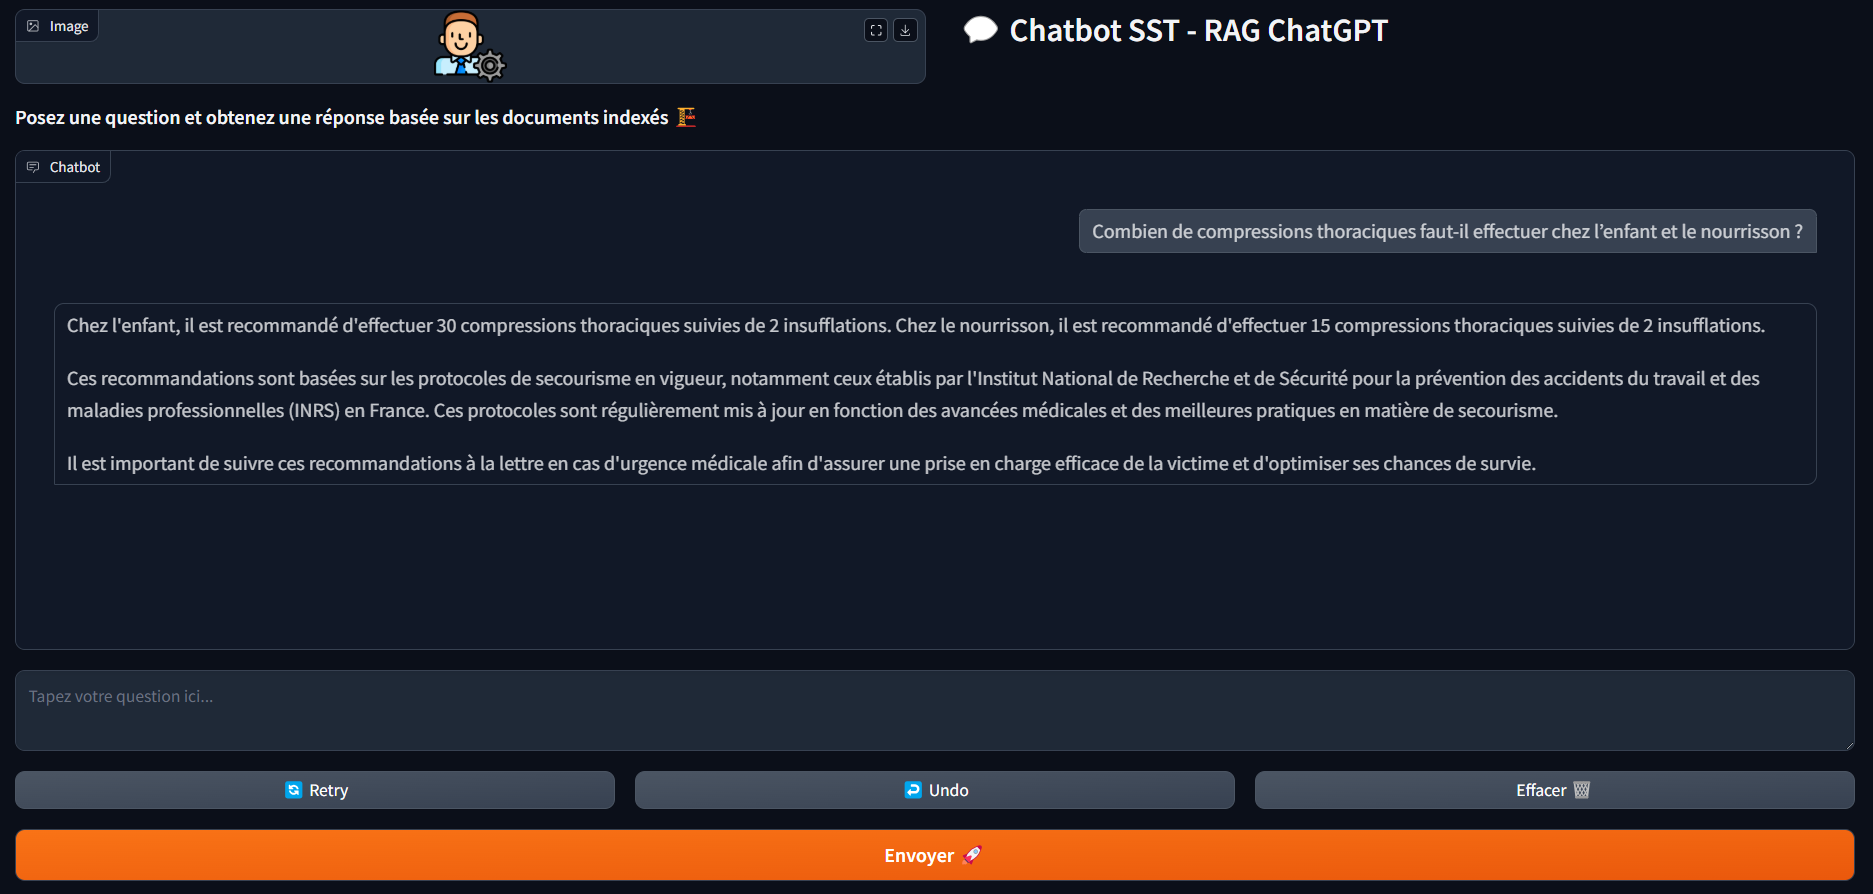 Image
💬 Chatbot SST - RAG ChatGPT
Posez une question et obtenez une réponse basée sur les documents indexés 🏗️
Chatbot
Combien de compressions thoraciques faut-il effectuer chez l’enfant et le nourrisson ?
Chez l'enfant, il est recommandé d'effectuer 30 compressions thoraciques suivies de 2 insufflations. Chez le nourrisson, il est recommandé d'effectuer 15 compressions thoraciques suivies de 2 insufflations.
Ces recommandations sont basées sur les protocoles de secourisme en vigueur, notamment ceux établis par l'Institut National de Recherche et de Sécurité pour la prévention des accidents du travail et des
maladies professionnelles (INRS) en France. Ces protocoles sont régulièrement mis à jour en fonction des avancées médicales et des meilleures pratiques en matière de secourisme.
Il est important de suivre ces recommandations à la lettre en cas d'urgence médicale afin d'assurer une prise en charge efficace de la victime et d'optimiser ses chances de survie.
Tapez votre question ici...
🔄 Retry
↩️ Undo
Effacer 🗑️
Envoyer 🚀